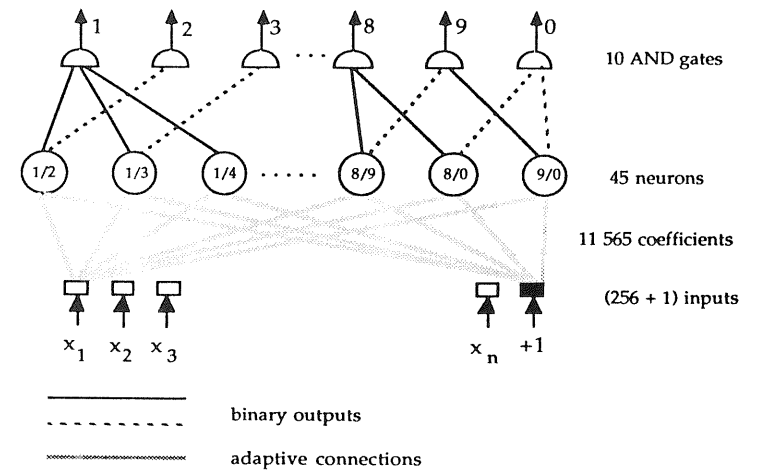 1 2 3 8 9 0
. . .
10 AND gates
1/2 1/3 1/4 . . . . . 8/9 8/0 9/0
45 neurons
11 565 coefficients
(256 + 1) inputs
x1 x2 x3 xn +1
binary outputs
adaptive connections